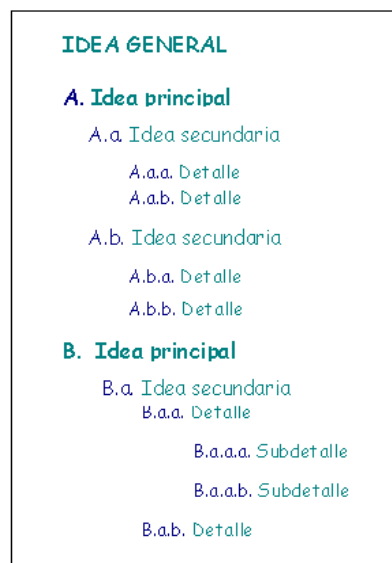 IDEA GENERAL
A. Idea principal
A.a. Idea secundaria
A.a.a. Detalle
A.a.b. Detalle
A.b. Idea secundaria
A.b.a. Detalle
A.b.b. Detalle
B. Idea principal
B.a. Idea secundaria
B.a.a. Detalle
B.a.a.a. Subdetalle
B.a.a.b. Subdetalle
B.a.b. Detalle